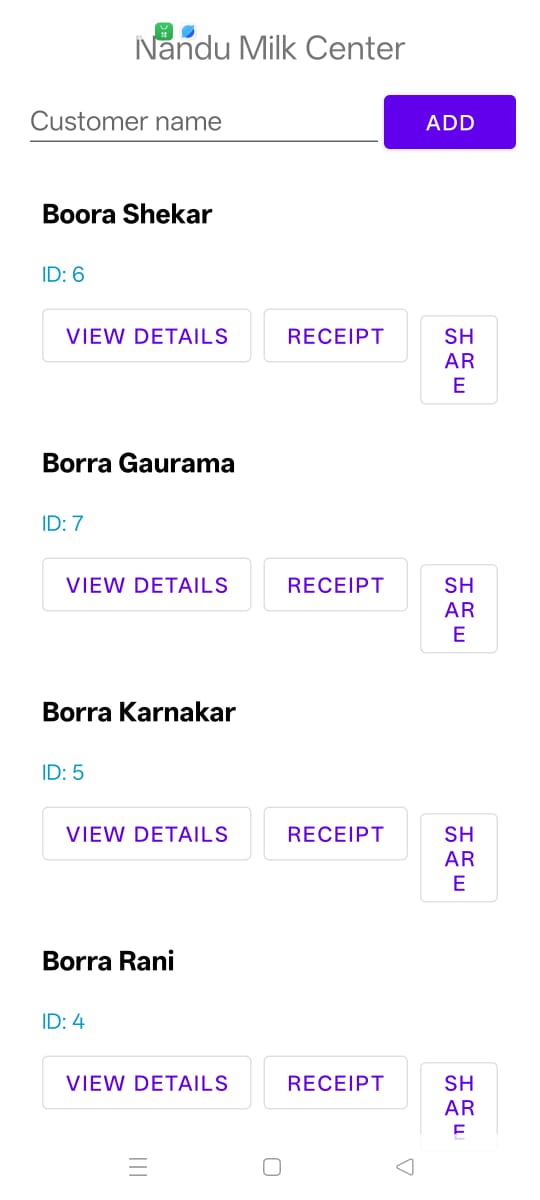 Nandu Milk Center
Customer name
ADD
Boora Shekar
ID: 6
VIEW DETAILS
RECEIPT
SH
AR
E
Borra Gaurama
ID: 7
VIEW DETAILS
RECEIPT
SH
AR
E
Borra Karnakar
ID: 5
VIEW DETAILS
RECEIPT
SH
AR
E
Borra Rani
ID: 4
VIEW DETAILS
RECEIPT
SH
AR
E